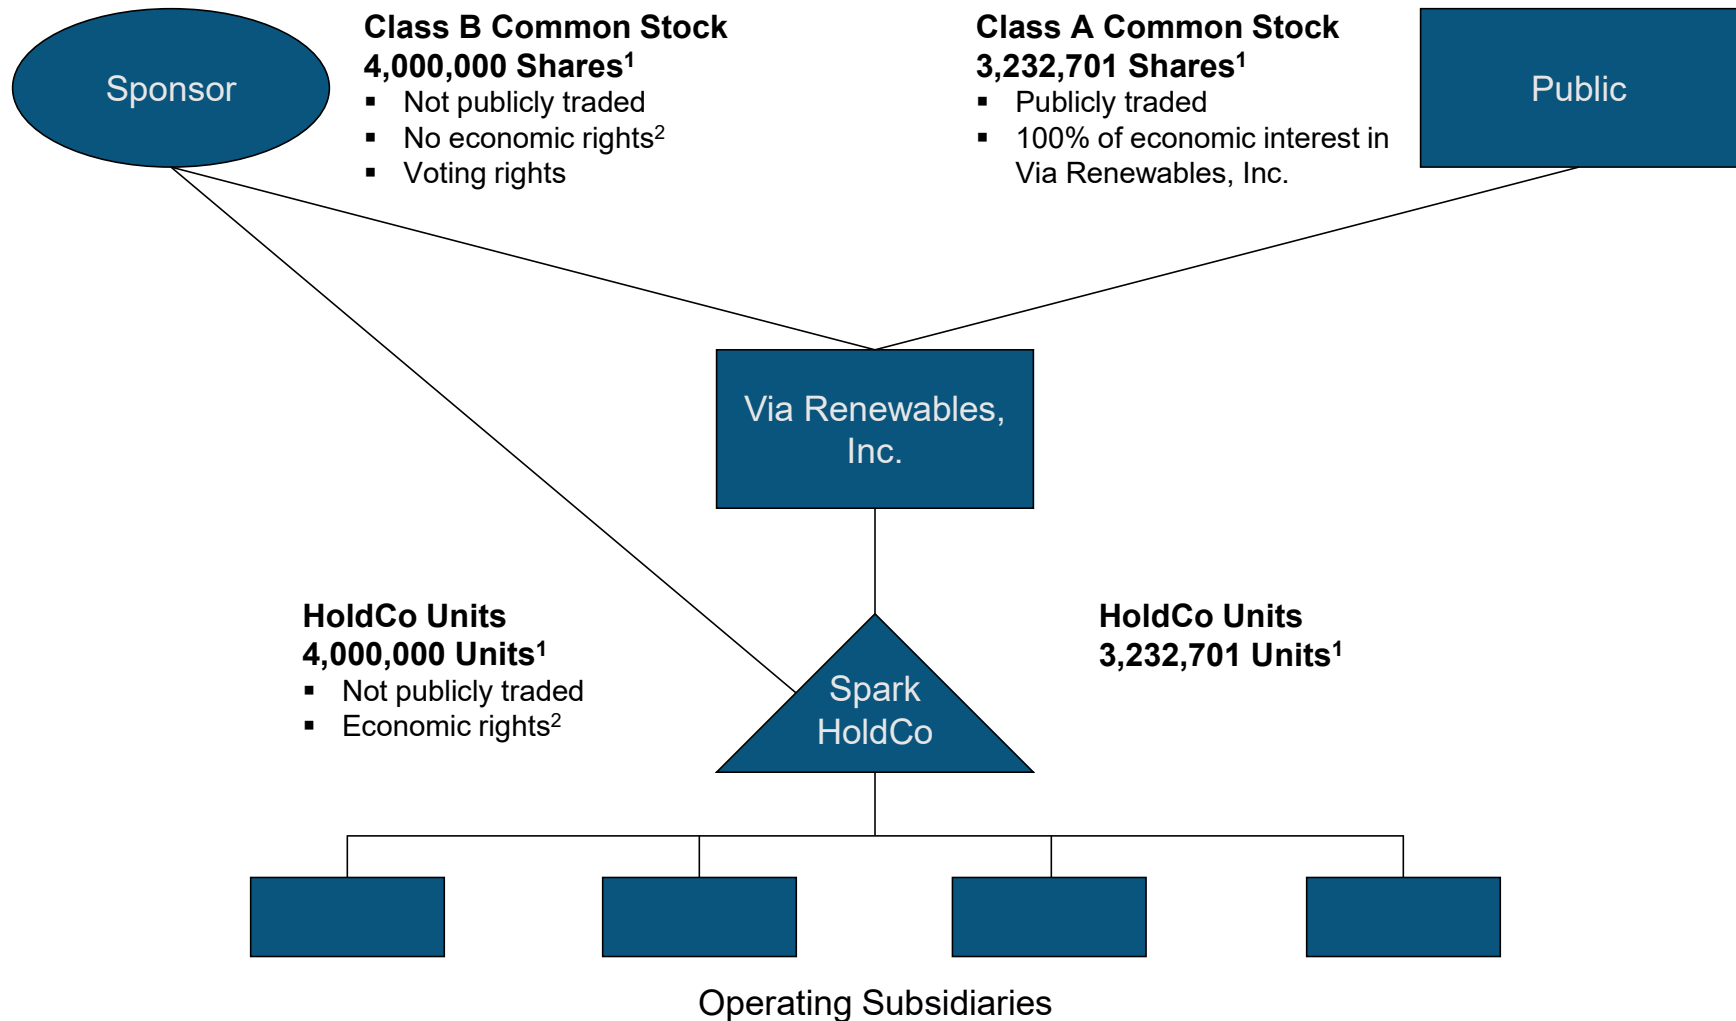 Sponsor
Class B Common Stock
4,000,000 Shares¹
▪ Not publicly traded
▪ No economic rights²
▪ Voting rights
Class A Common Stock
3,232,701 Shares¹
▪ Publicly traded
▪ 100% of economic interest in
Via Renewables, Inc.
Public
Via Renewables,
Inc.
HoldCo Units
4,000,000 Units¹
▪ Not publicly traded
▪ Economic rights²
HoldCo Units
3,232,701 Units¹
Spark
HoldCo
Operating Subsidiaries